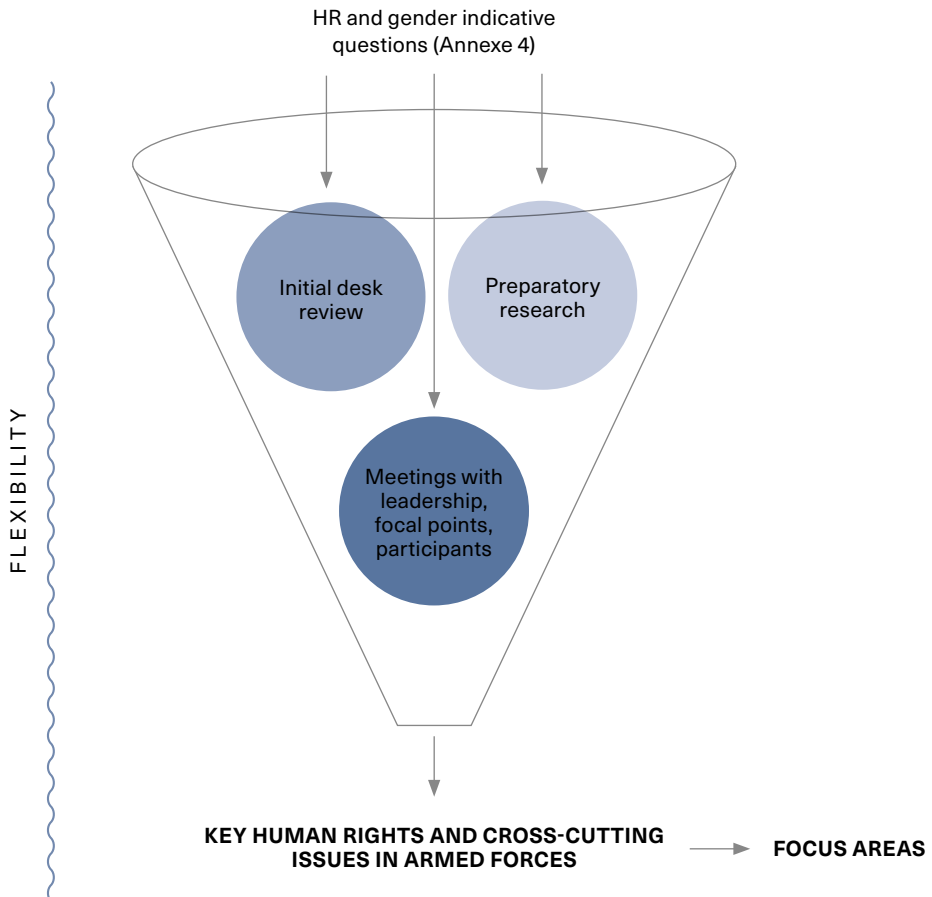 HR and gender indicative
questions (Annexe 4)
Initial desk
review
Preparatory
research
Meetings with
leadership,
focal points,
participants
FLEXIBILITY
KEY HUMAN RIGHTS AND CROSS-CUTTING
ISSUES IN ARMED FORCES
FOCUS AREAS